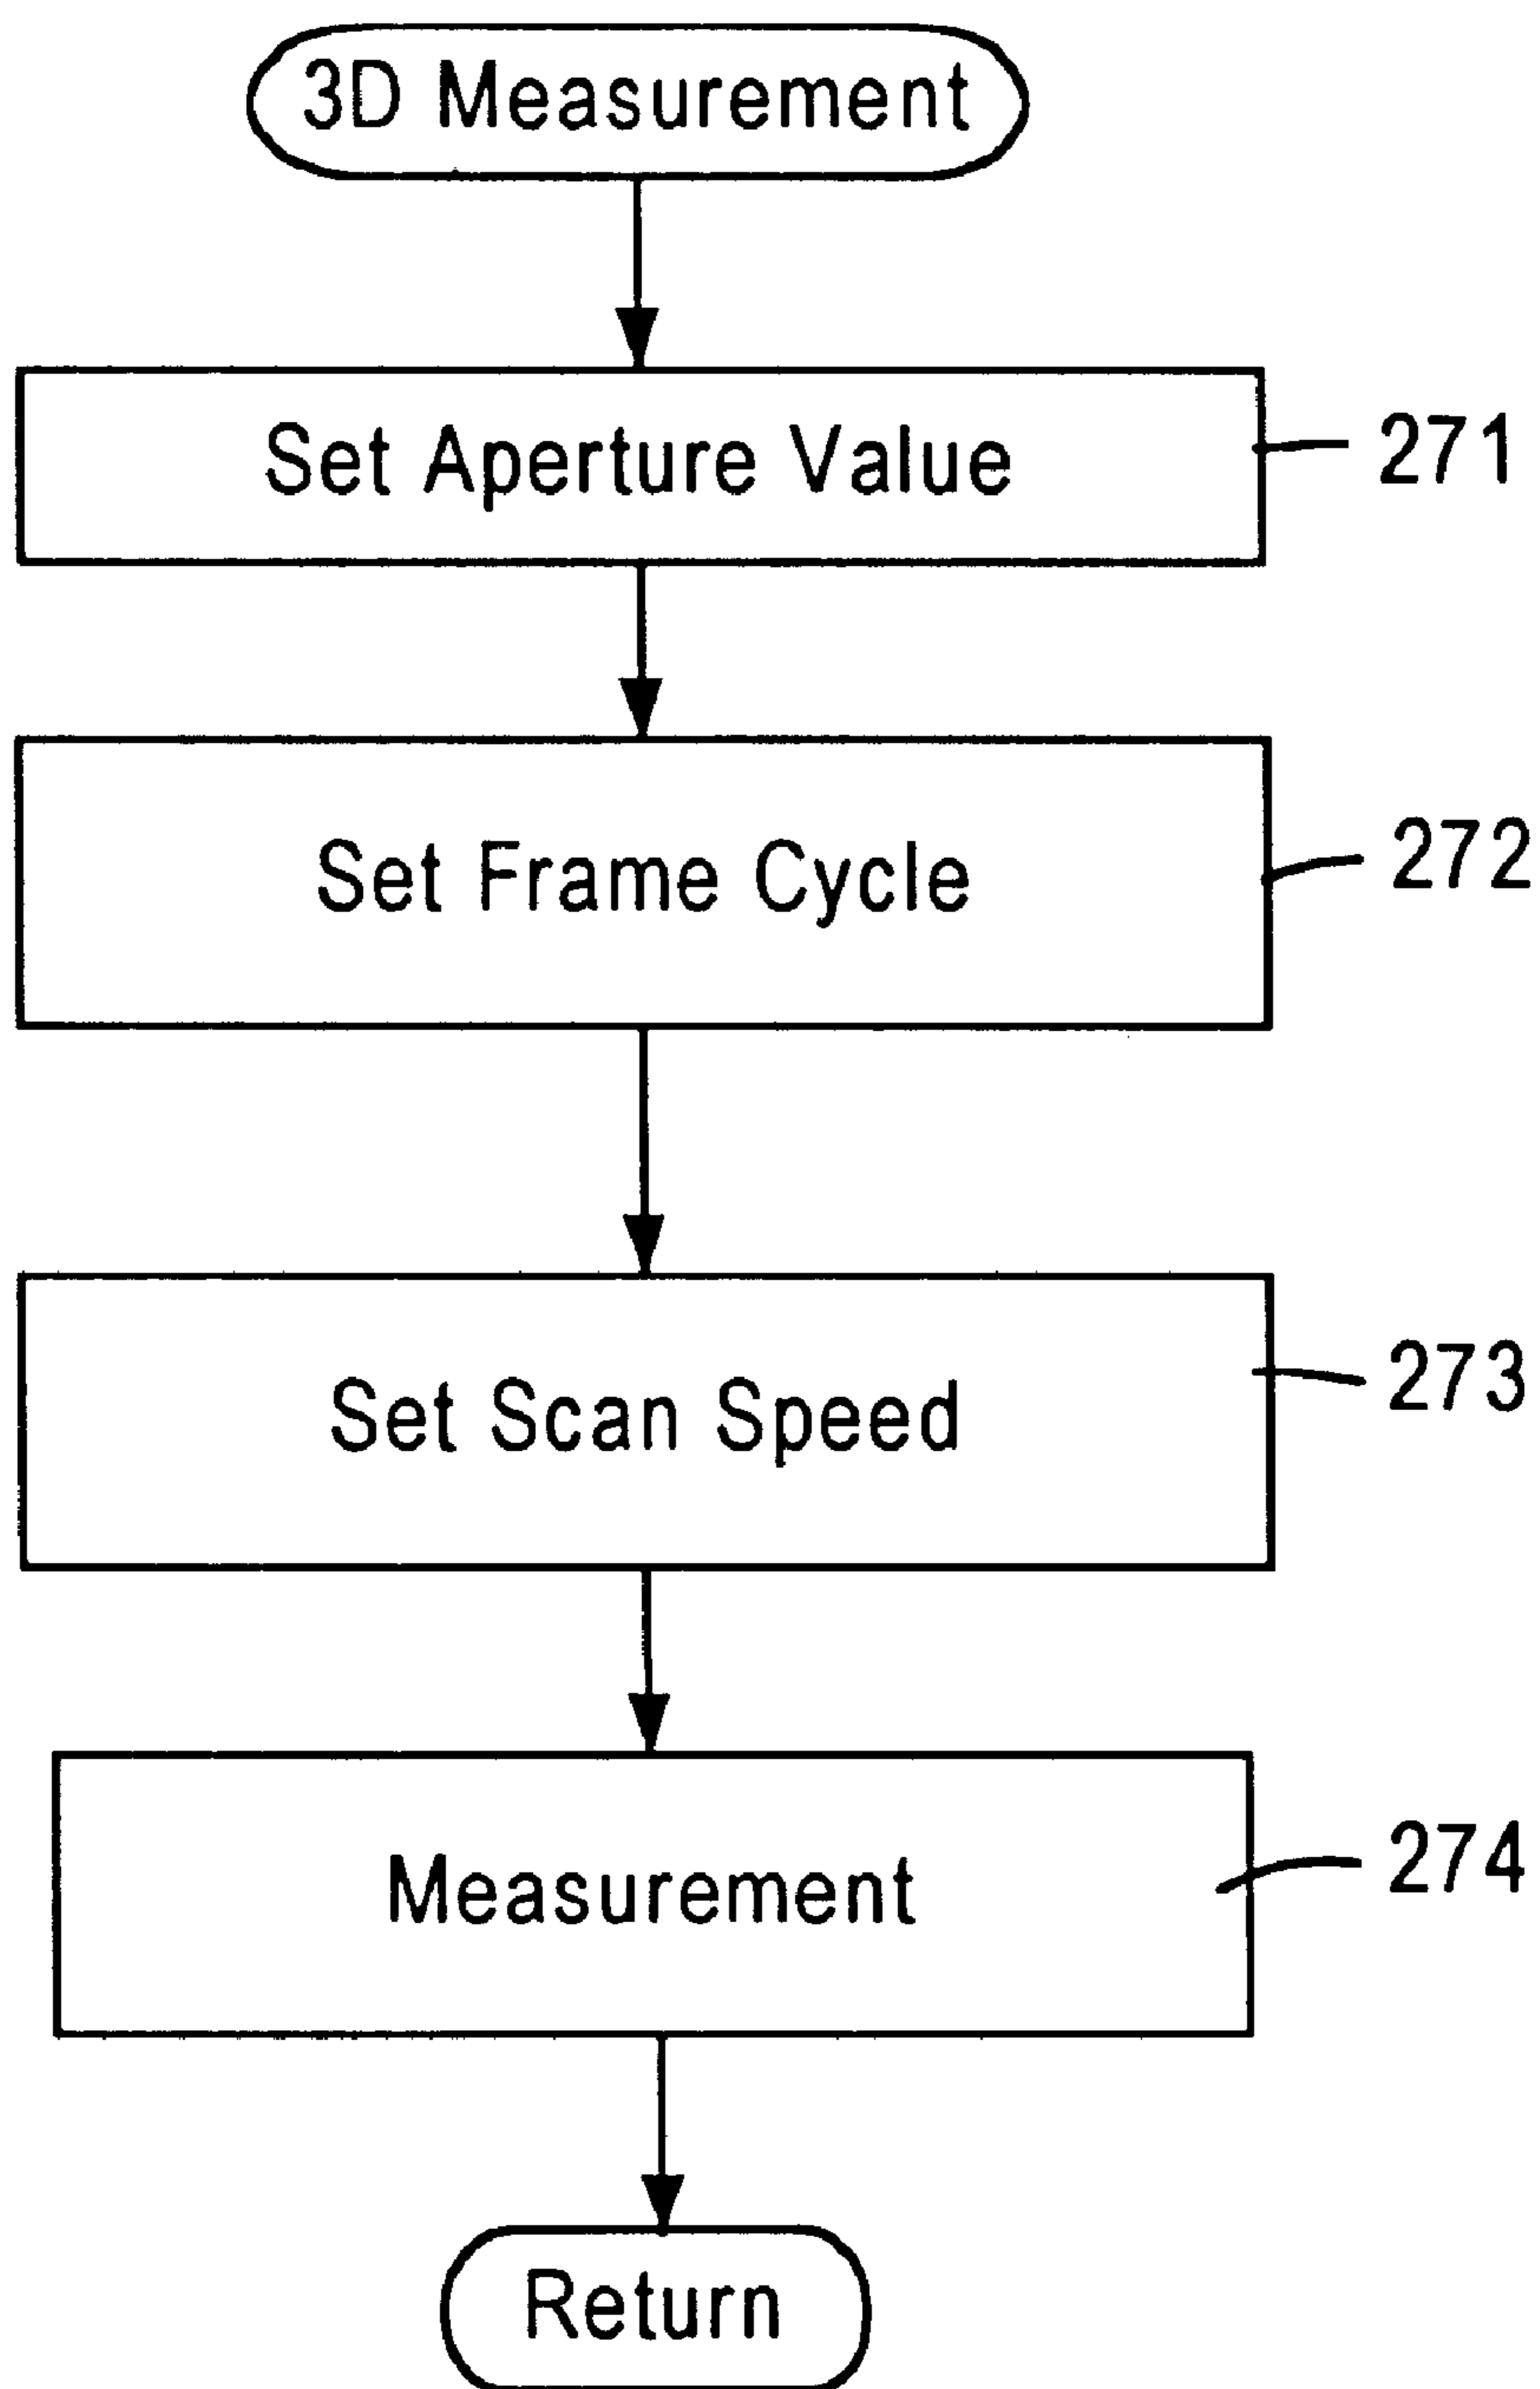 3D Measurement
Set Aperture Value
271
Set Frame Cycle
272
Set Scan Speed
273
Measurement
274
Return